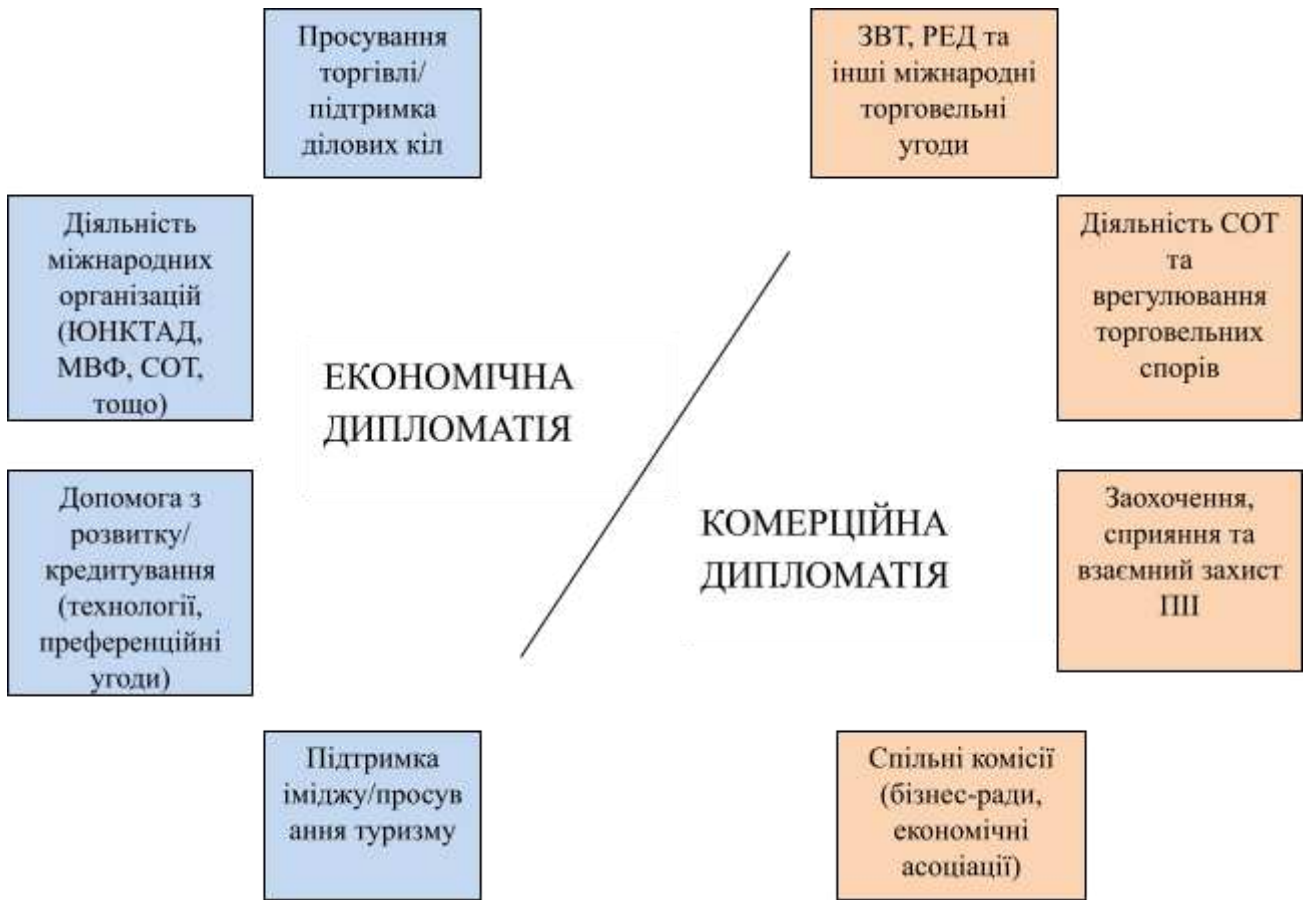 Просування
торгівлі/
підтримка
ділових кіл
ЗВТ, РЕД та
інші міжнародні
торговельні
угоди
Діяльність
міжнародних
організацій
(ЮНКТАД,
МВФ, СОТ,
тощо)
Діяльність СОТ
та
врегулювання
торговельних
спорів
ЕКОНОМІЧНА
ДИПЛОМАТІЯ
КОМЕРЦІЙНА
ДИПЛОМАТІЯ
Допомога з
розвитку/
кредитування
(технології,
преференційні
угоди)
Заохочення,
сприяння та
взаємний захист
ПІІ
Підтримка
іміджу/просув
ання туризму
Спільні комісії
(бізнес-ради,
економічні
асоціації)